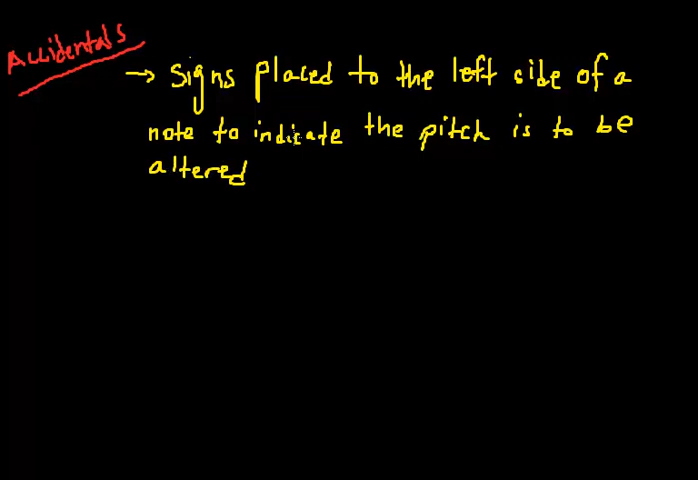 Accidentals
→ Signs placed to the left side of a
note to indicate the pitch is to be
altered